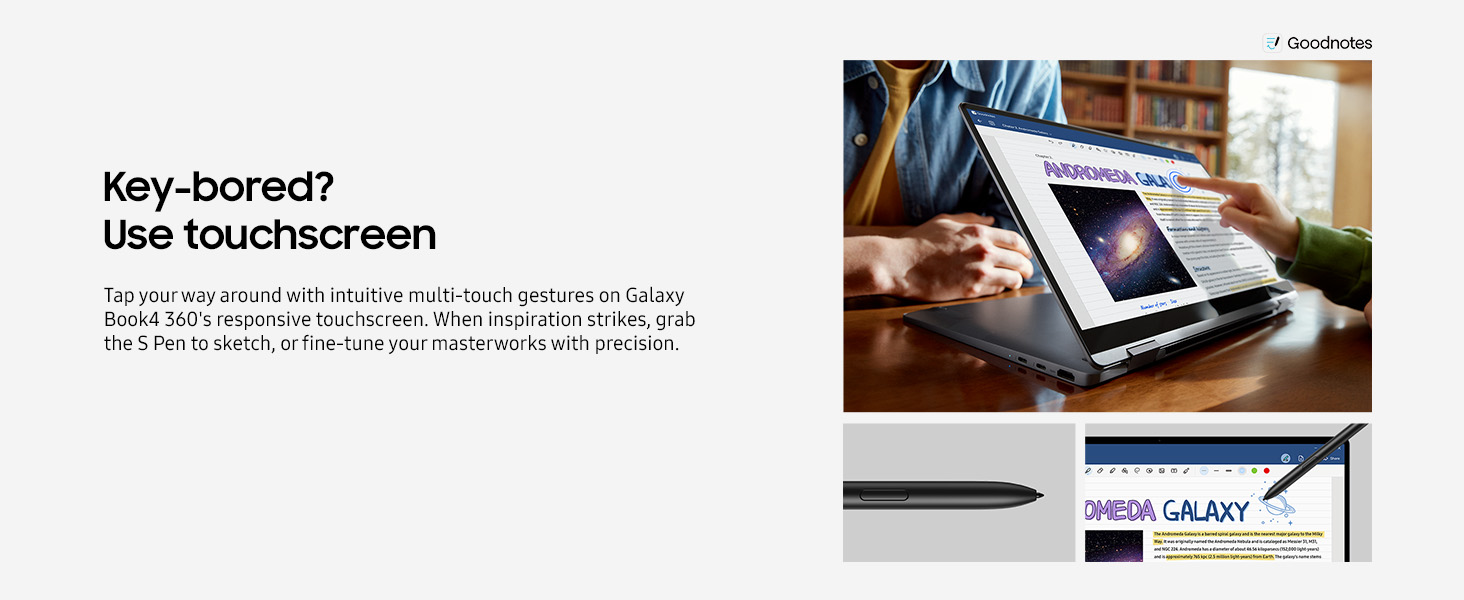 Goodnotes
Key-bored?
Use touchscreen
Tap your way around with intuitive multi-touch gestures on Galaxy
Book4 360's responsive touchscreen. When inspiration strikes, grab
the S Pen to sketch, or fine-tune your masterworks with precision.
ANDROMEDA GALAX
Formation and history
Structure
Share
OMEDA GALAXY
The Andromeda Galaxy is a barred spiral galaxy and is the nearest major galaxy to the Milky
Way. It was originally named the Andromeda Nebula and is cataloged as Messier 31, M31,
and NGC 224. Andromeda has a diameter of about 46.56 kiloparsecs (152,000 light-years)
and is approximately 765 kpc (2.5 million light-years) from Earth. The galaxy's name stems